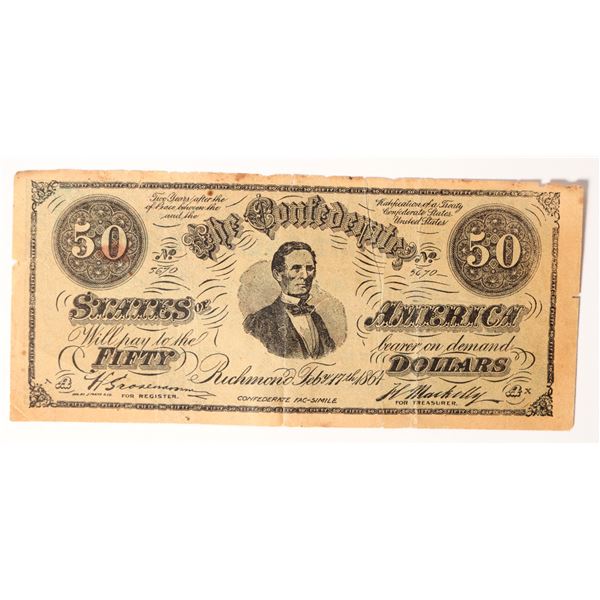 Two Years after the
of Peace between the
and the
Ratification of a Treaty
Confederate States
United States
The Confederate
50
50
No
5670
No
5670
STATES OF
AMERICA
Will pay to the
bearer on demand
FIFTY
DOLLARS
Richmond Feby. 17th 1864
A
A X
FOR REGISTER.
FOR TREASURER.
CONFEDERATE FAC-SIMILE